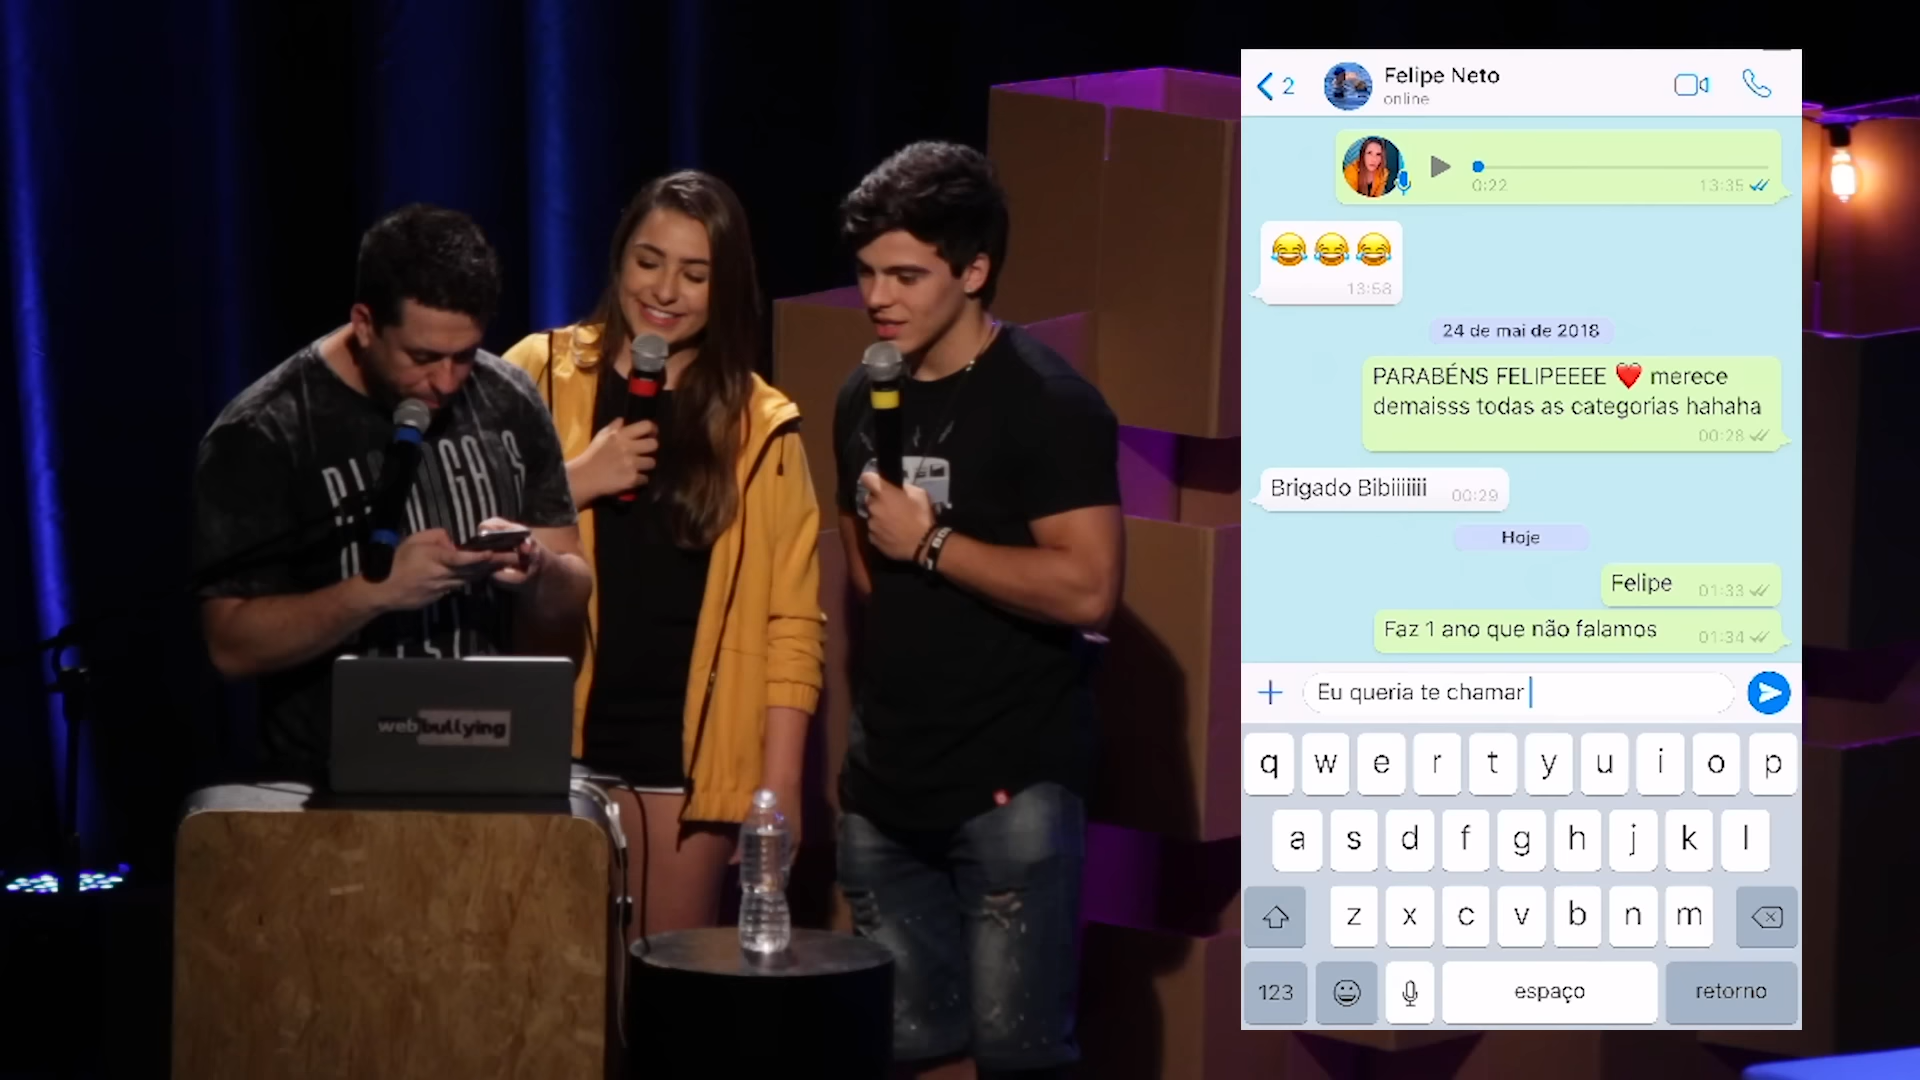 2
Felipe Neto
online
0:22
13:35
13:58
24 de mai de 2018
PARABÉNS FELIPEEEE ❤️ merece
demaisss todas as categorias hahaha
00:28
Brigado Bibiiiiiii
00:29
Hoje
Felipe
01:33
Faz 1 ano que não falamos
01:34
Eu queria te chamar
q w e r t y u i o p
a s d f g h j k l
z x c v b n m
123
espaço
retorno
webbullying